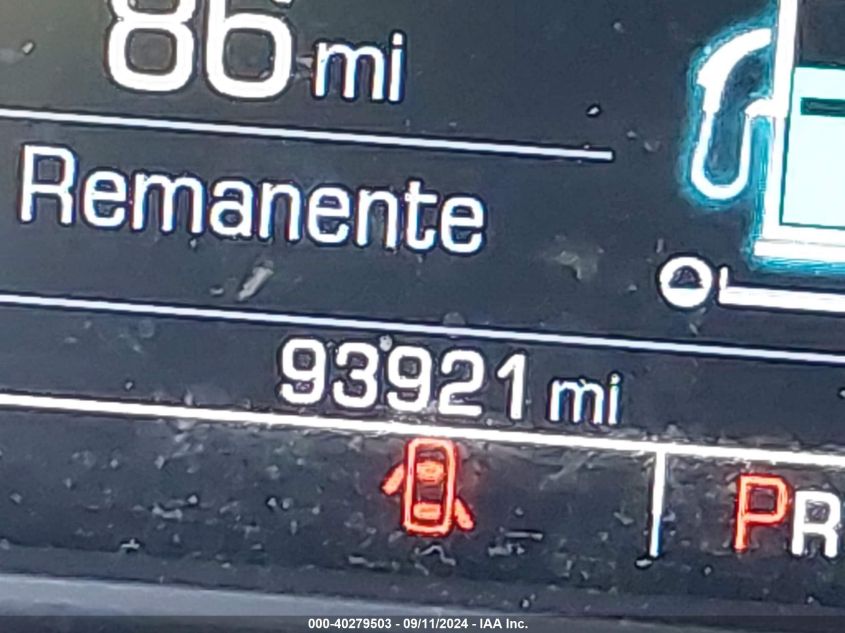 86 mi
Remanente
93921 mi
PR
000-40279503 - 09/11/2024 - IAA Inc.